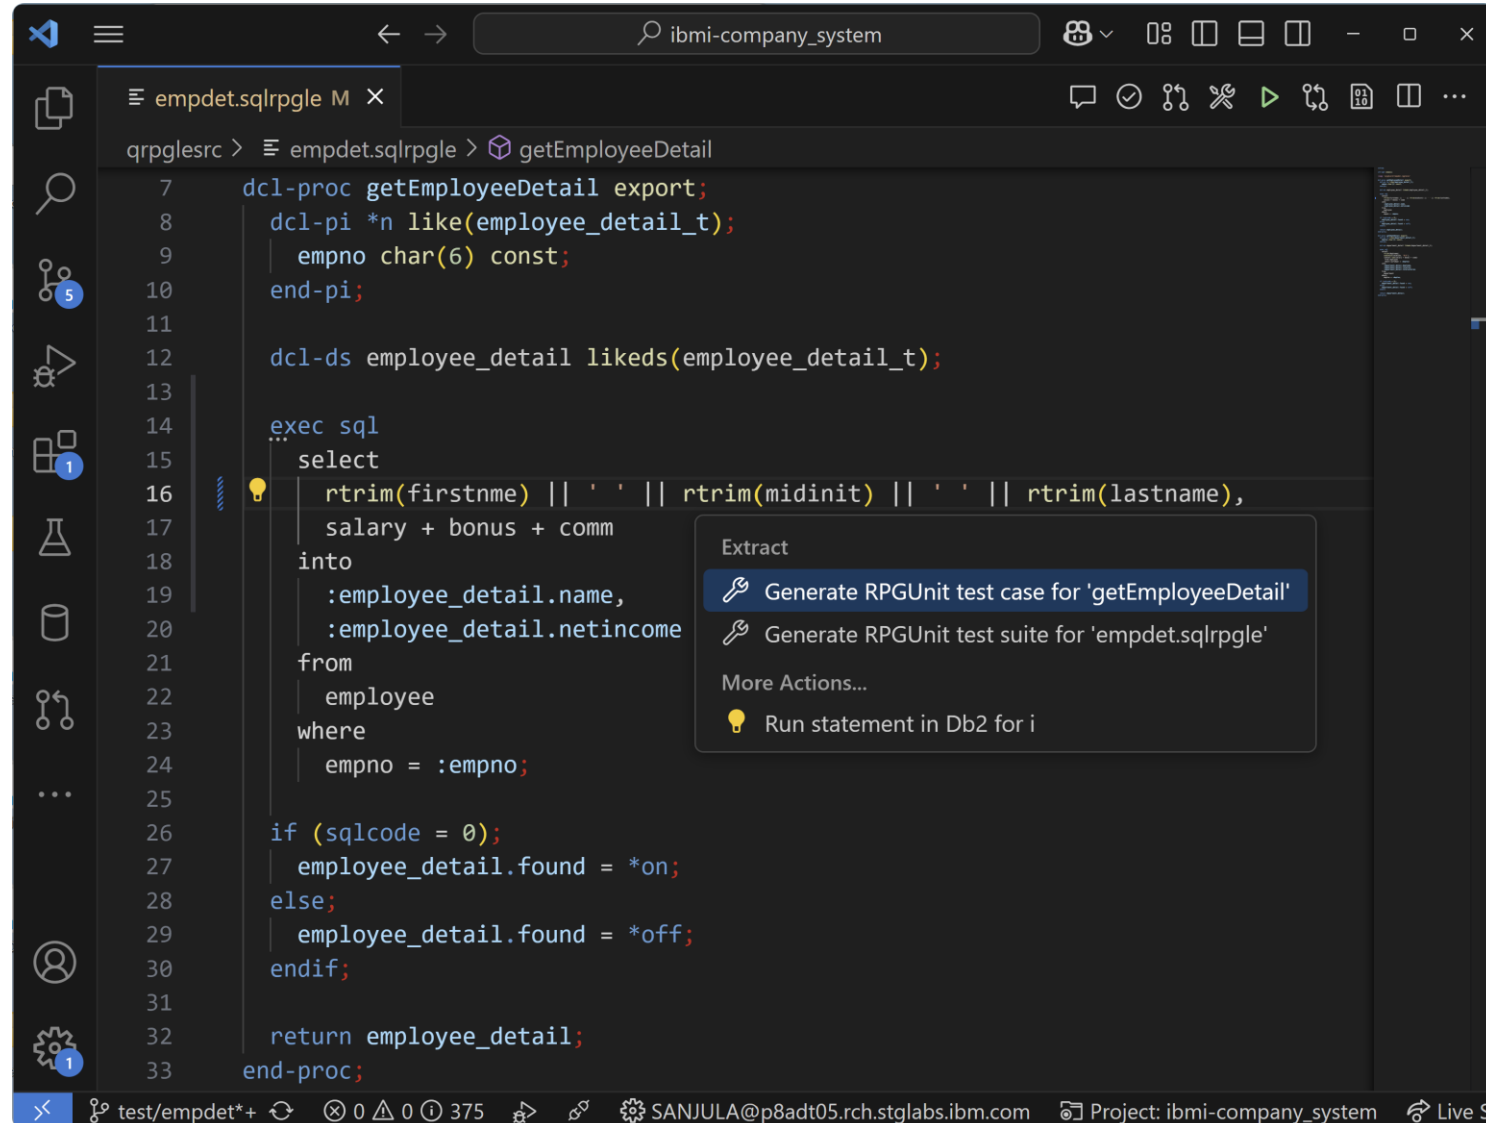 ibmi-company_system
empdet.sqlrpgle M
qrpglesrc > empdet.sqlrpgle > getEmployeeDetail
7 dcl-proc getEmployeeDetail export;
8 dcl-pi *n like(employee_detail_t);
9 empno char(6) const;
10 end-pi;
11
12 dcl-ds employee_detail likeds(employee_detail_t);
13
14 exec sql
15 select
16 rtrim(firstnme) || ' ' || rtrim(midinit) || ' ' || rtrim(lastname),
17 salary + bonus + comm
18 into
19 :employee_detail.name,
20 :employee_detail.netincome
21 from
22 employee
23 where
24 empno = :empno;
25
26 if (sqlcode = 0);
27 employee_detail.found = *on;
28 else;
29 employee_detail.found = *off;
30 endif;
31
32 return employee_detail;
33 end-proc;
Extract
Generate RPGUnit test case for 'getEmployeeDetail'
Generate RPGUnit test suite for 'empdet.sqlrpgle'
More Actions...
Run statement in Db2 for i
5
1
1
test/empdet*+ 0 0 375 SANJULA@p8adt05.rch.stglabs.ibm.com Project: ibmi-company_system Live S